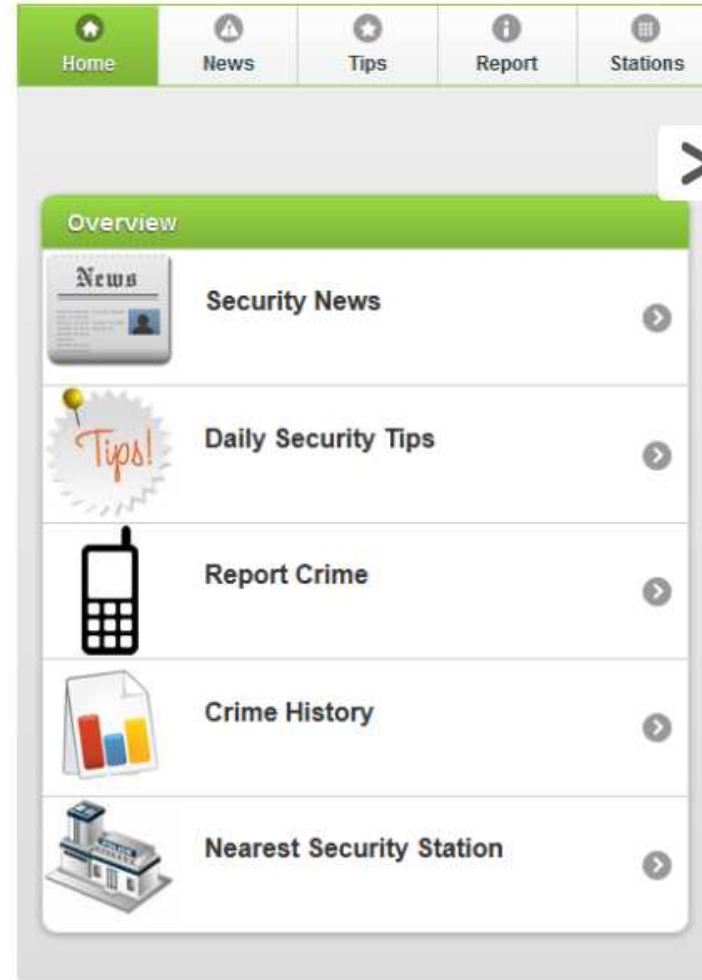 Home News Tips Report Stations
Overview
News
Security News
Tips!
Daily Security Tips
Report Crime
Crime History
Nearest Security Station